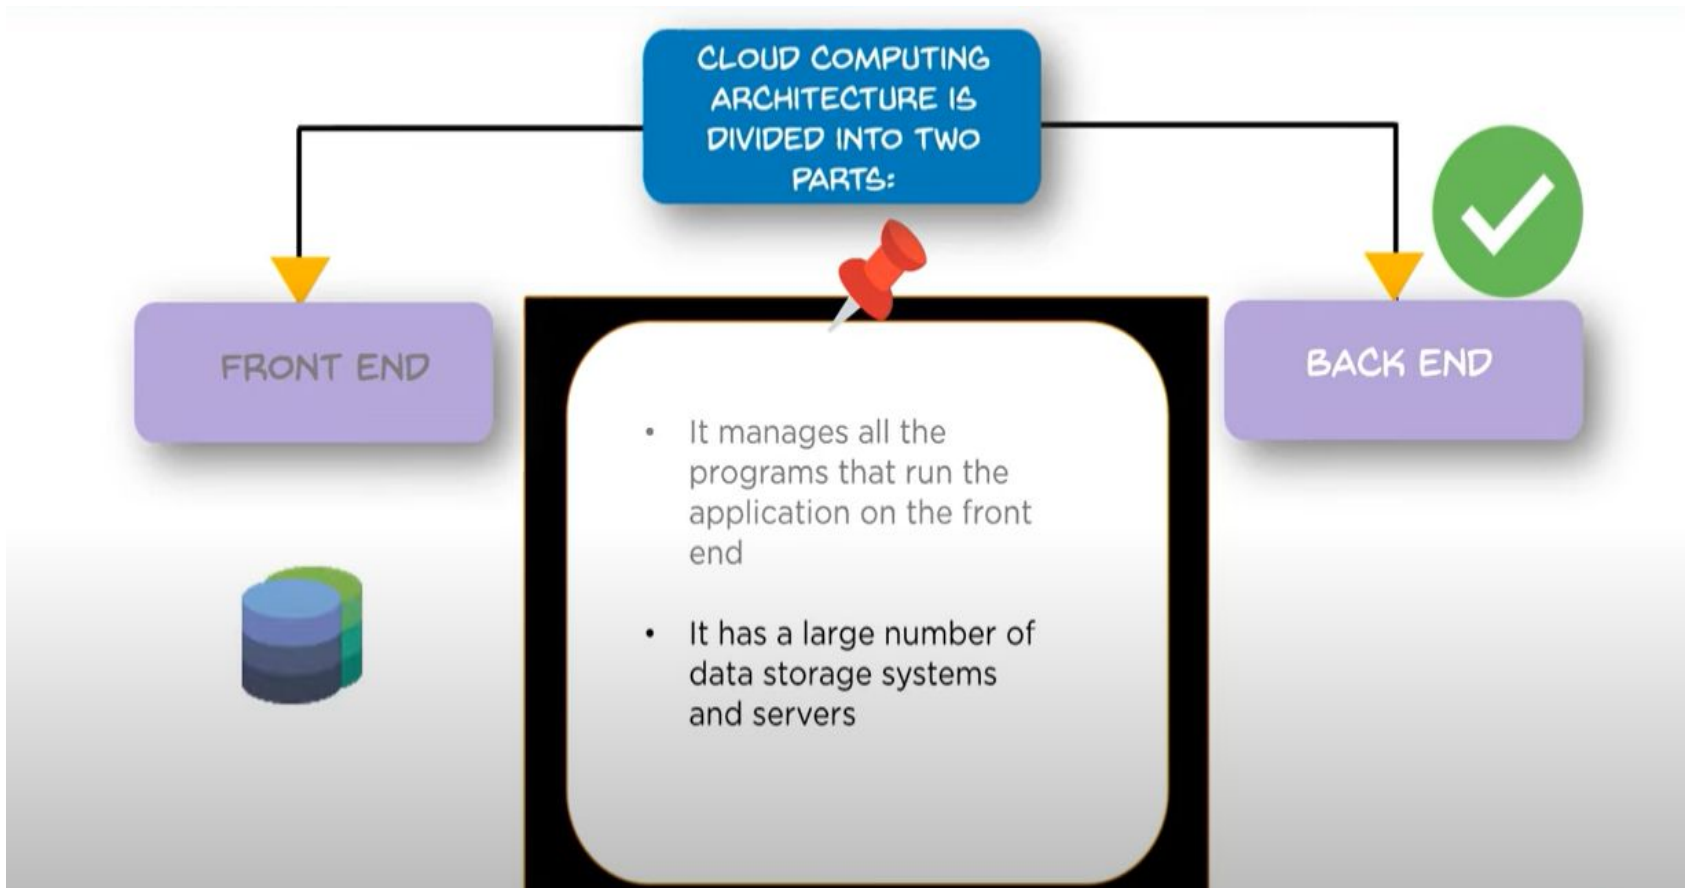 CLOUD COMPUTING
ARCHITECTURE IS
DIVIDED INTO TWO
PARTS:
FRONT END
BACK END
• It manages all the
programs that run the
application on the front
end
• It has a large number of
data storage systems
and servers